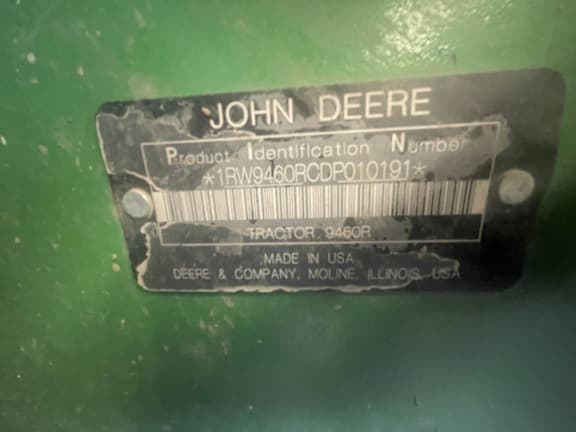 JOHN DEERE
Product Identification Number
*1RW9460RCDP010191*
TRACTOR 9460R
MADE IN USA
DEERE & COMPANY, MOLINE, ILLINOIS, USA